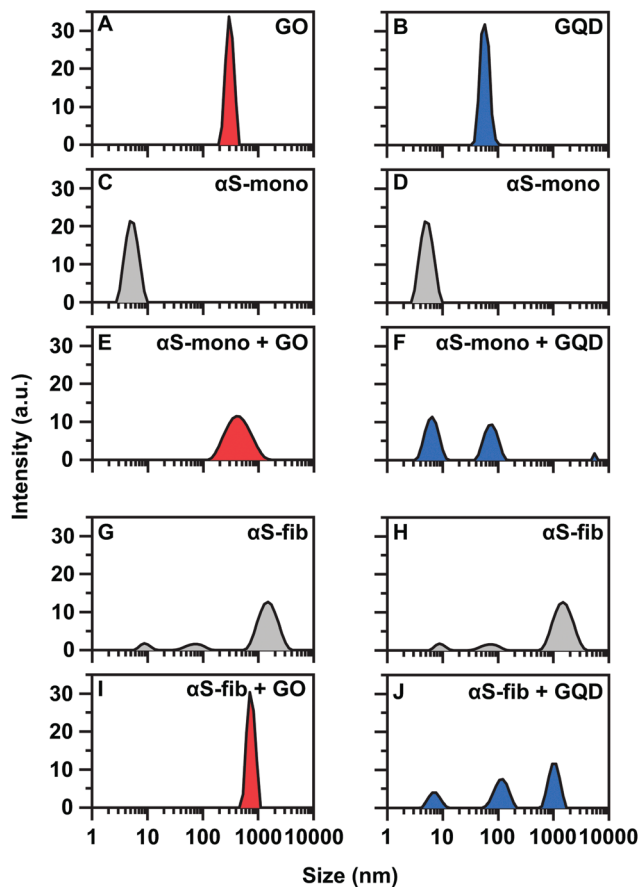 A GO
30
20
10
0
B GQD
C αS-mono
30
20
10
0
D αS-mono
E αS-mono + GO
30
20
10
0
F αS-mono + GQD
Intensity (a.u.)
G αS-fib
30
20
10
0
H αS-fib
I αS-fib + GO
30
20
10
0
J αS-fib + GQD
1 10 100 1000 10000 1 10 100 1000 10000
Size (nm)